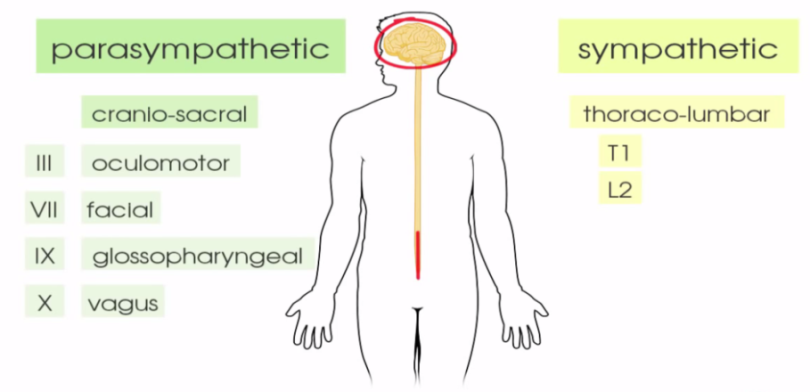 parasympathetic
cranio-sacral
III oculomotor
VII facial
IX glossopharyngeal
X vagus
sympathetic
thoraco-lumbar
T1
L2